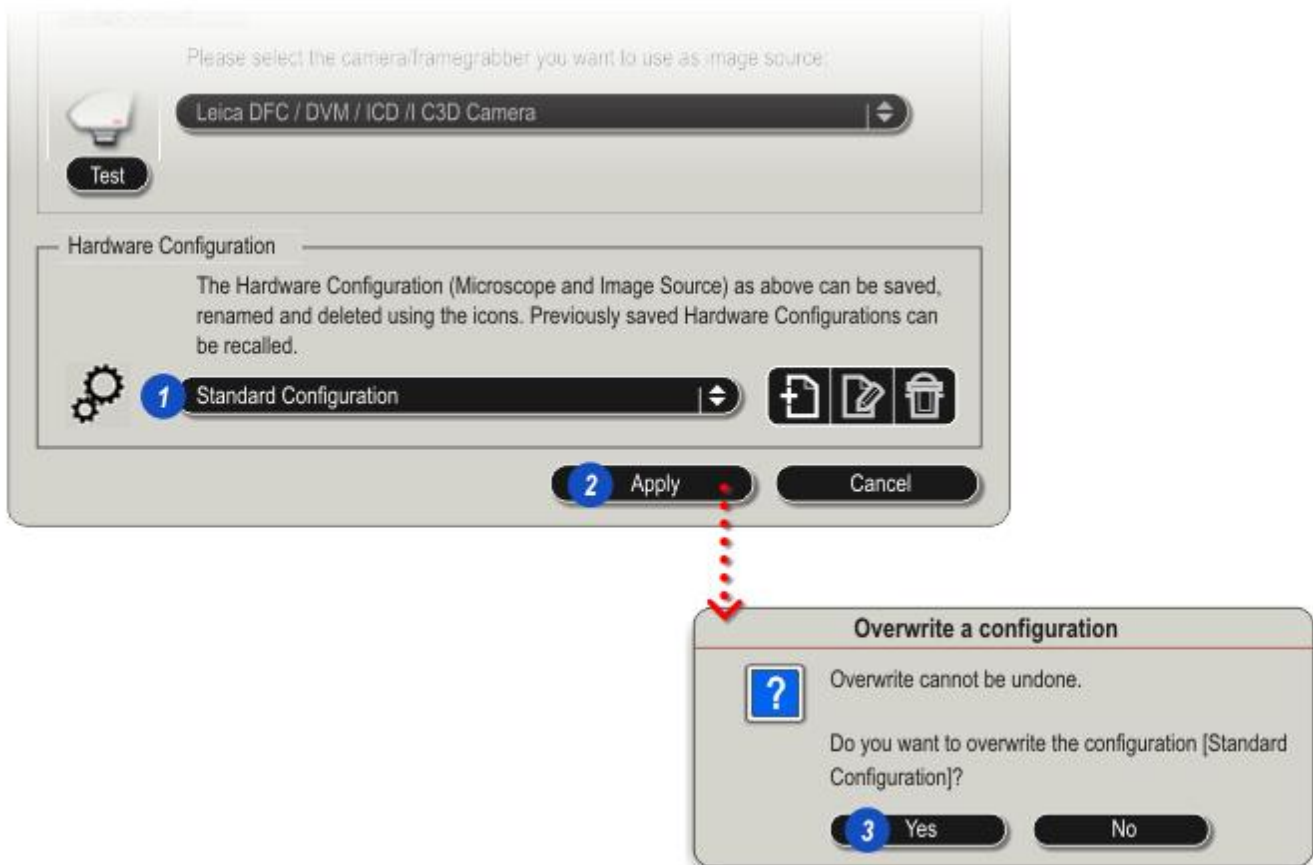 Please select the camera/framegrabber you want to use as image source:
Leica DFC / DVM / ICD /I C3D Camera
Test
Hardware Configuration
The Hardware Configuration (Microscope and Image Source) as above can be saved,
renamed and deleted using the icons. Previously saved Hardware Configurations can
be recalled.
1 Standard Configuration
2 Apply
Cancel
Overwrite a configuration
?
Overwrite cannot be undone.
Do you want to overwrite the configuration [Standard
Configuration]?
3 Yes
No